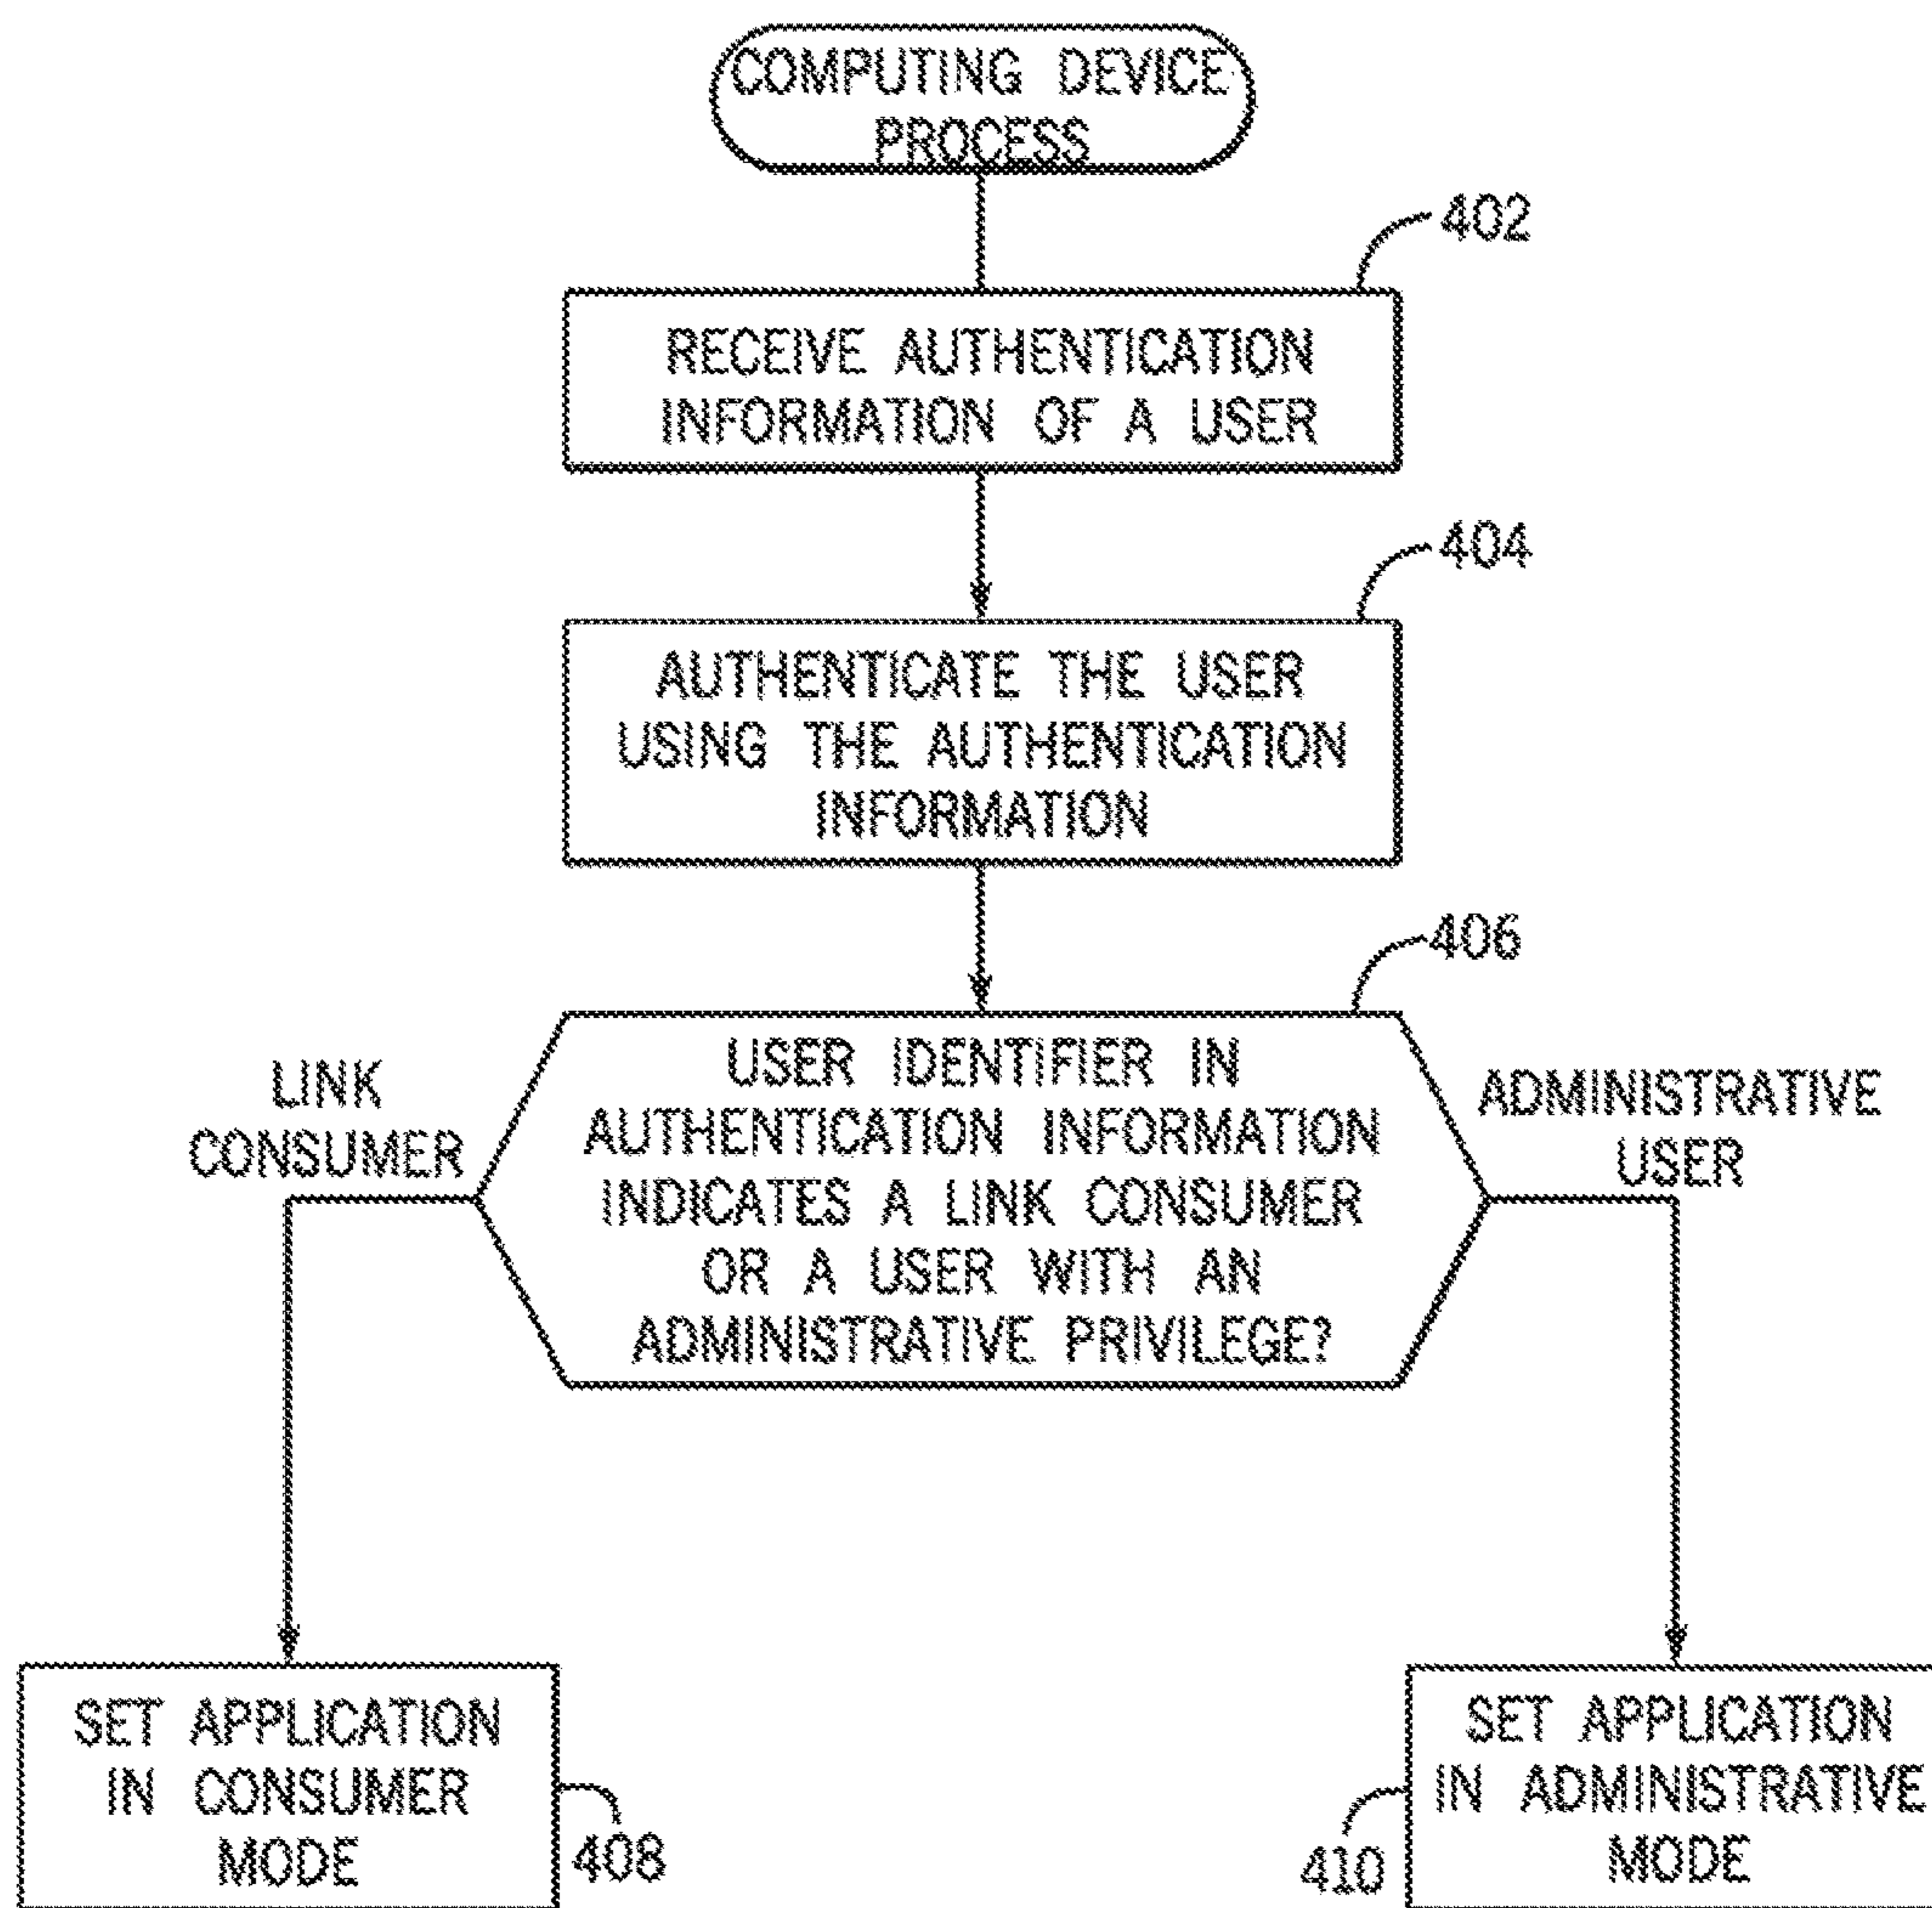 COMPUTING DEVICE
PROCESS
402
RECEIVE AUTHENTICATION
INFORMATION OF A USER
404
AUTHENTICATE THE USER
USING THE AUTHENTICATION
INFORMATION
406
USER IDENTIFIER IN
AUTHENTICATION INFORMATION
INDICATES A LINK CONSUMER
OR A USER WITH AN
ADMINISTRATIVE PRIVILEGE?
LINK
CONSUMER
ADMINISTRATIVE
USER
SET APPLICATION
IN CONSUMER
MODE
408
SET APPLICATION
IN ADMINISTRATIVE
MODE
410